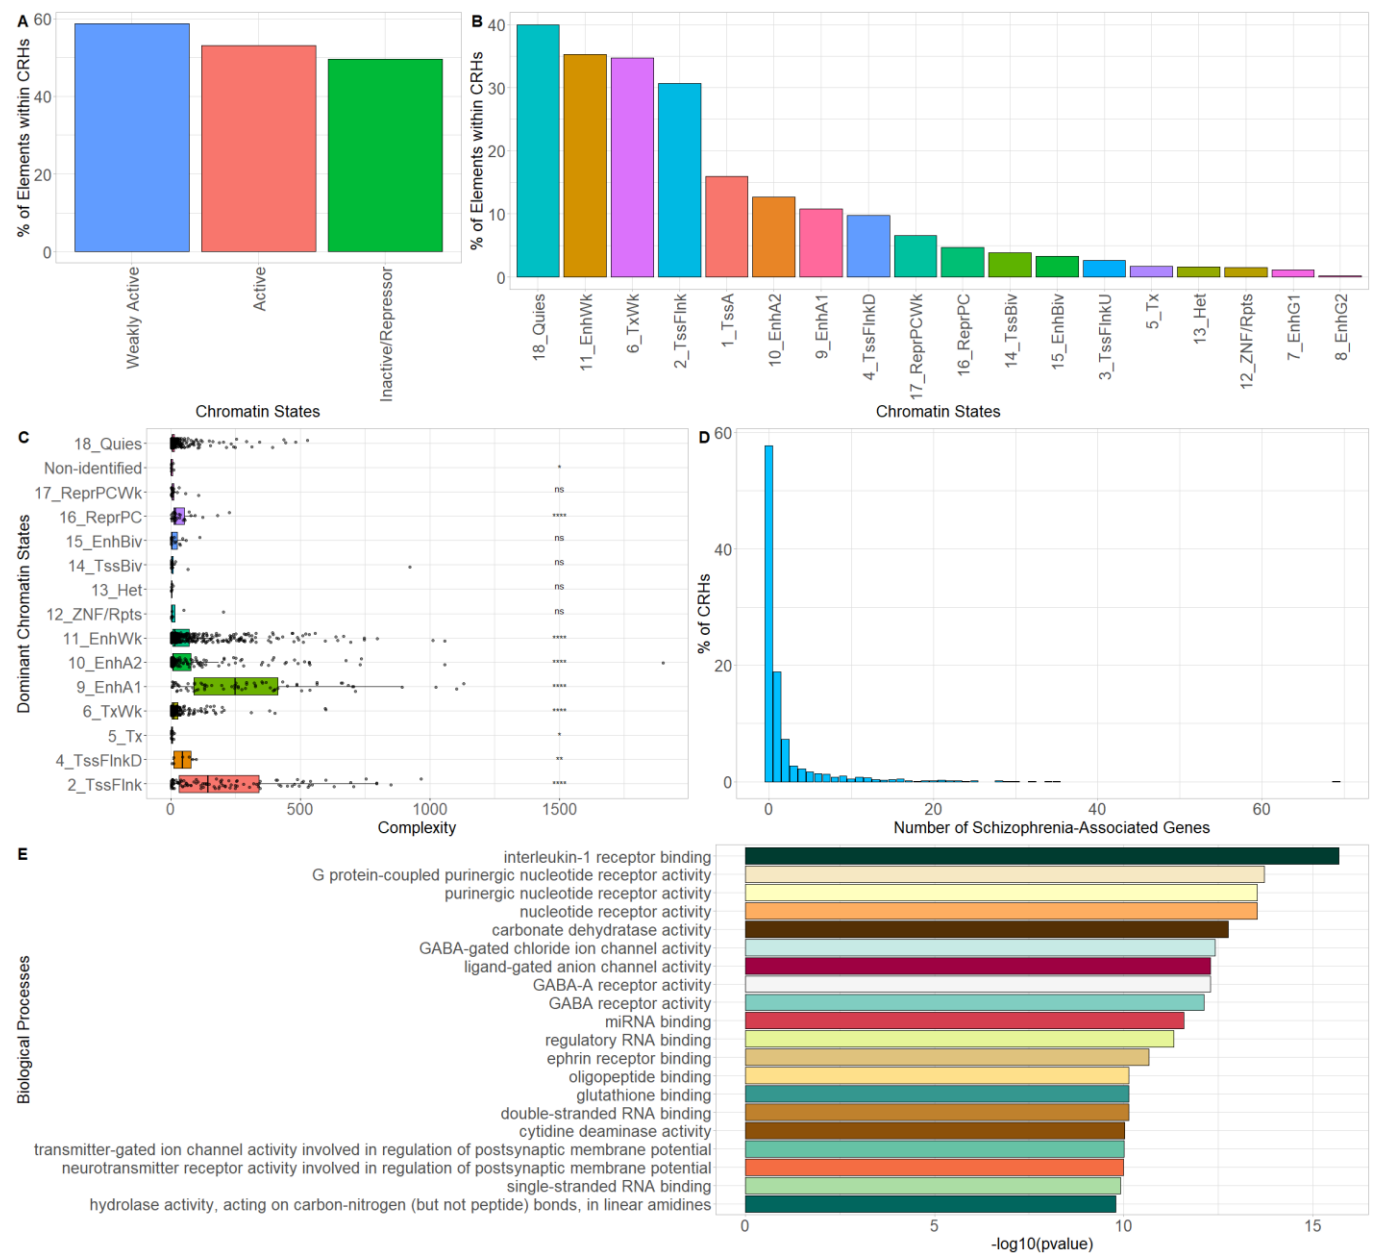 A
% of Elements within CRHs
60
40
20
0
Weakly Active
Active
Inactive/Repressor
Chromatin States
B
% of Elements within CRHs
40
30
20
10
0
18_Quies
11_EnhWk
6_TxWk
2_TssFlnk
1_TssA
10_EnhA2
9_EnhA1
4_TssFlnkD
17_ReprPCWk
16_ReprPC
14_TssBiv
15_EnhBiv
3_TssFlnkU
5_Tx
13_Het
12_ZNF/Rpts
7_EnhG1
8_EnhG2
Chromatin States
C
Dominant Chromatin States
18_Quies
Non-identified *
17_ReprPCWk ns
16_ReprPC ****
15_EnhBiv ns
14_TssBiv ns
13_Het ns
12_ZNF/Rpts ns
11_EnhWk ****
10_EnhA2 ****
9_EnhA1 ****
6_TxWk ****
5_Tx *
4_TssFlnkD **
2_TssFlnk ****
0 500 1000 1500
Complexity
D
% of CRHs
60
40
20
0
0 20 40 60
Number of Schizophrenia-Associated Genes
E
Biological Processes
interleukin-1 receptor binding
G protein-coupled purinergic nucleotide receptor activity
purinergic nucleotide receptor activity
nucleotide receptor activity
carbonate dehydratase activity
GABA-gated chloride ion channel activity
ligand-gated anion channel activity
GABA-A receptor activity
GABA receptor activity
miRNA binding
regulatory RNA binding
ephrin receptor binding
oligopeptide binding
glutathione binding
double-stranded RNA binding
cytidine deaminase activity
transmitter-gated ion channel activity involved in regulation of postsynaptic membrane potential
neurotransmitter receptor activity involved in regulation of postsynaptic membrane potential
single-stranded RNA binding
hydrolase activity, acting on carbon-nitrogen (but not peptide) bonds, in linear amidines
0 5 10 15
-log10(pvalue)